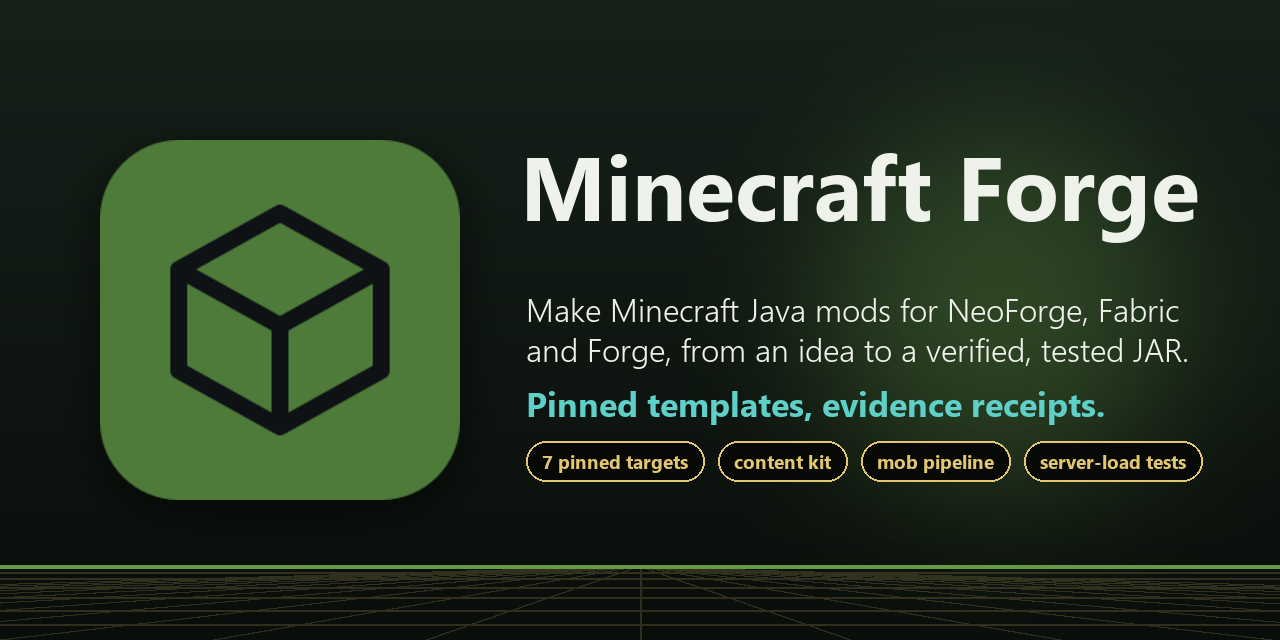 Minecraft Forge
Make Minecraft Java mods for NeoForge, Fabric
and Forge, from an idea to a verified, tested JAR.
Pinned templates, evidence receipts.
7 pinned targets
content kit
mob pipeline
server-load tests